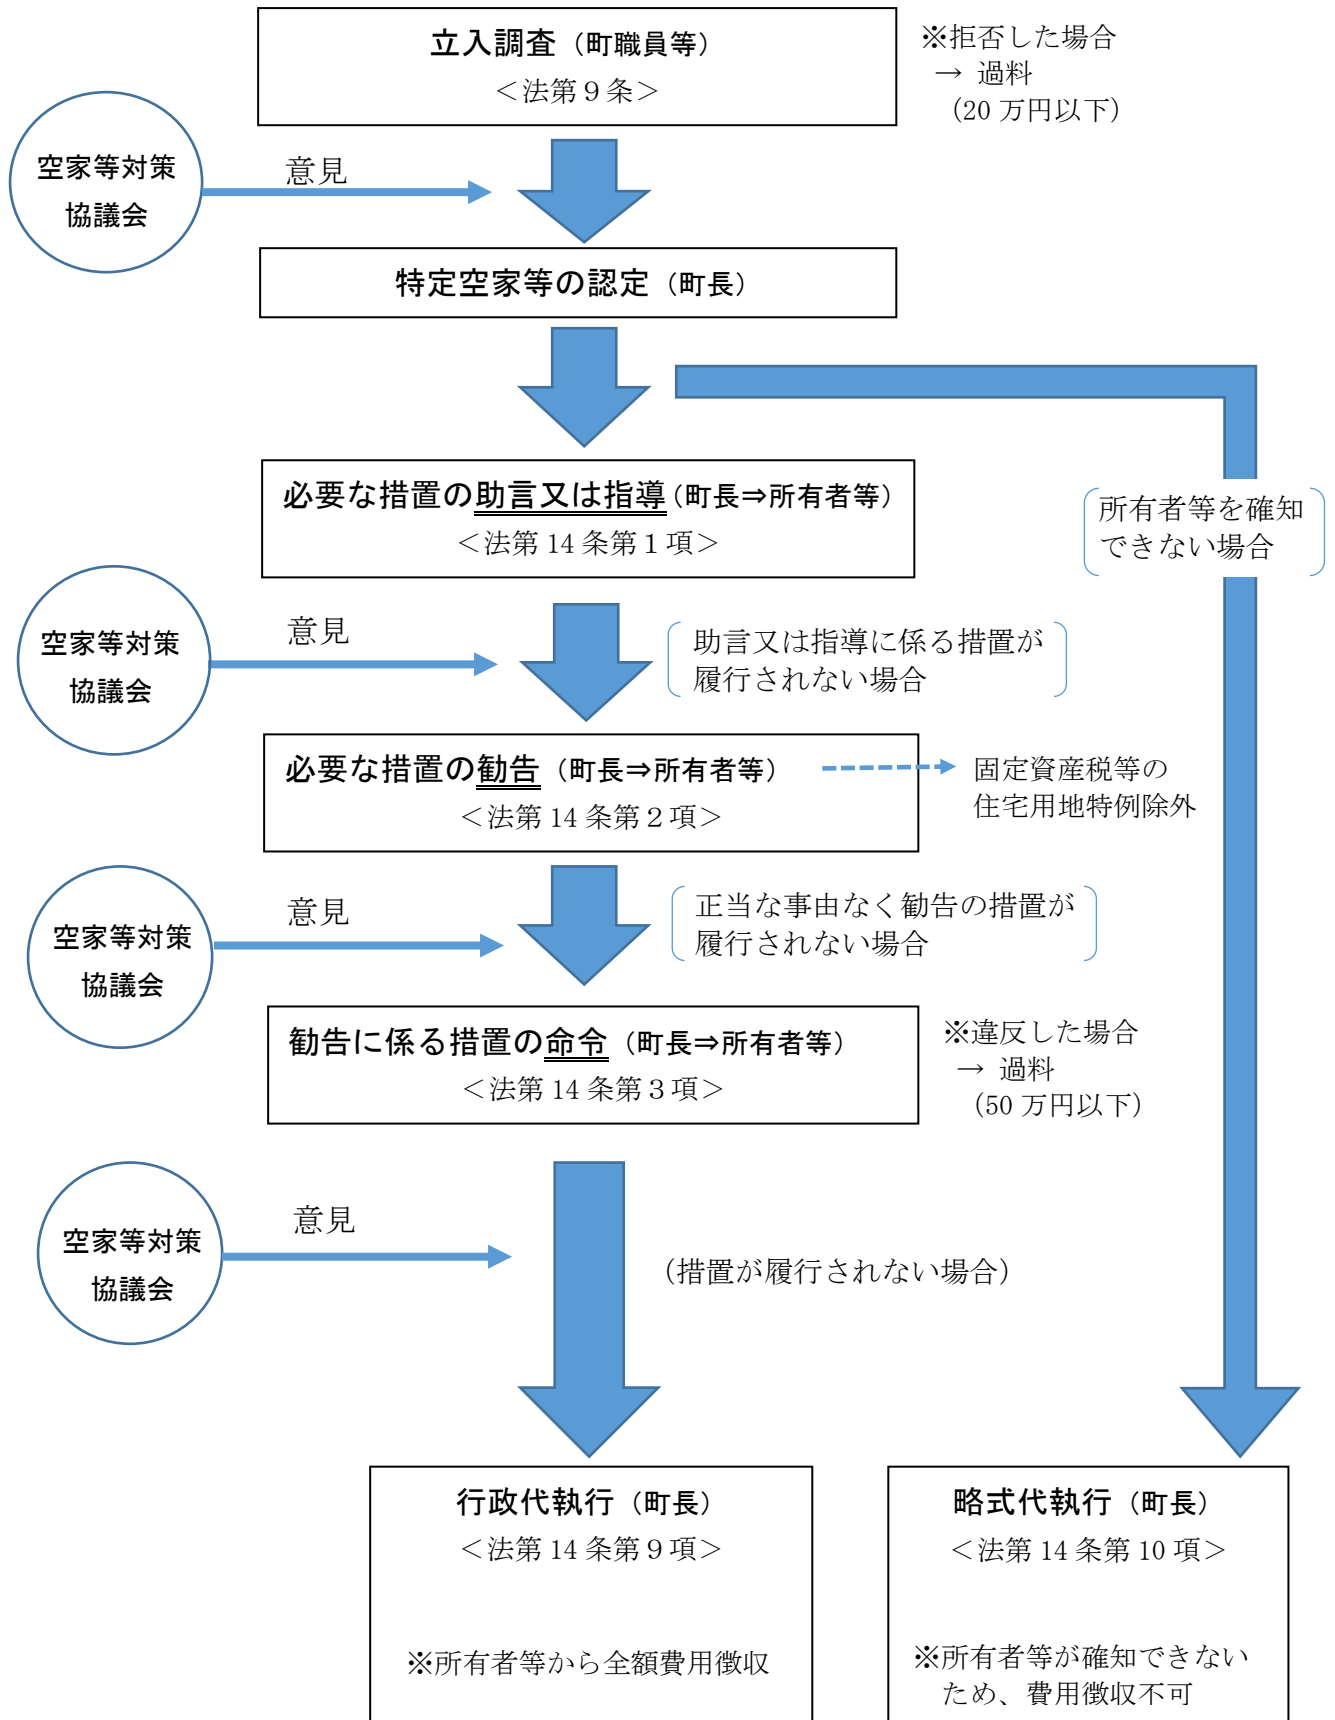 立入調査（町職員等）
＜法第９条＞
※拒否した場合
→ 過料
（20 万円以下）
空家等対策
協議会
意見
特定空家等の認定（町長）
必要な措置の助言又は指導（町長⇒所有者等）
＜法第 14 条第１項＞
所有者等を確知
できない場合
空家等対策
協議会
意見
助言又は指導に係る措置が
履行されない場合
必要な措置の勧告（町長⇒所有者等）
＜法第 14 条第２項＞
固定資産税等の
住宅用地特例除外
空家等対策
協議会
意見
正当な事由なく勧告の措置が
履行されない場合
勧告に係る措置の命令（町長⇒所有者等）
＜法第 14 条第３項＞
※違反した場合
→ 過料
（50 万円以下）
空家等対策
協議会
意見
（措置が履行されない場合）
行政代執行（町長）
＜法第 14 条第９項＞
※所有者等から全額費用徴収
略式代執行（町長）
＜法第 14 条第 10 項＞
※所有者等が確知できない
ため、費用徴収不可